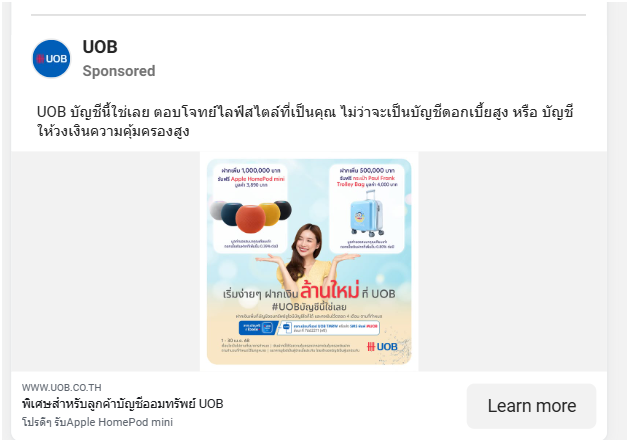 UOB
UOB
Sponsored
UOB บัญชีนี้ใช่เลย ตอบโจทย์ไลฟ์สไตล์ที่เป็นคุณ ไม่ว่าจะเป็นบัญชีดอกเบี้ยสูง หรือ บัญชี
ให้วงเงินความคุ้มครองสูง
ฝากเพิ่ม 1,000,000 บาท
รับฟรี Apple HomePod mini
มูลค่า 3,890 บาท
ฝากเพิ่ม 500,000 บาท
รับฟรี กระเป๋า Paul Frank
Trolley Bag มูลค่า 4,000 บาท
เริ่มง่ายๆ ฝากเงิน ล้านใหม่ ที่ UOB
#UOBบัญชีนี้ใช่เลย
UOB
WWW.UOB.CO.TH
พิเศษสำหรับลูกค้าบัญชีออมทรัพย์ UOB
โปรดีๆ รับApple HomePod mini
Learn more